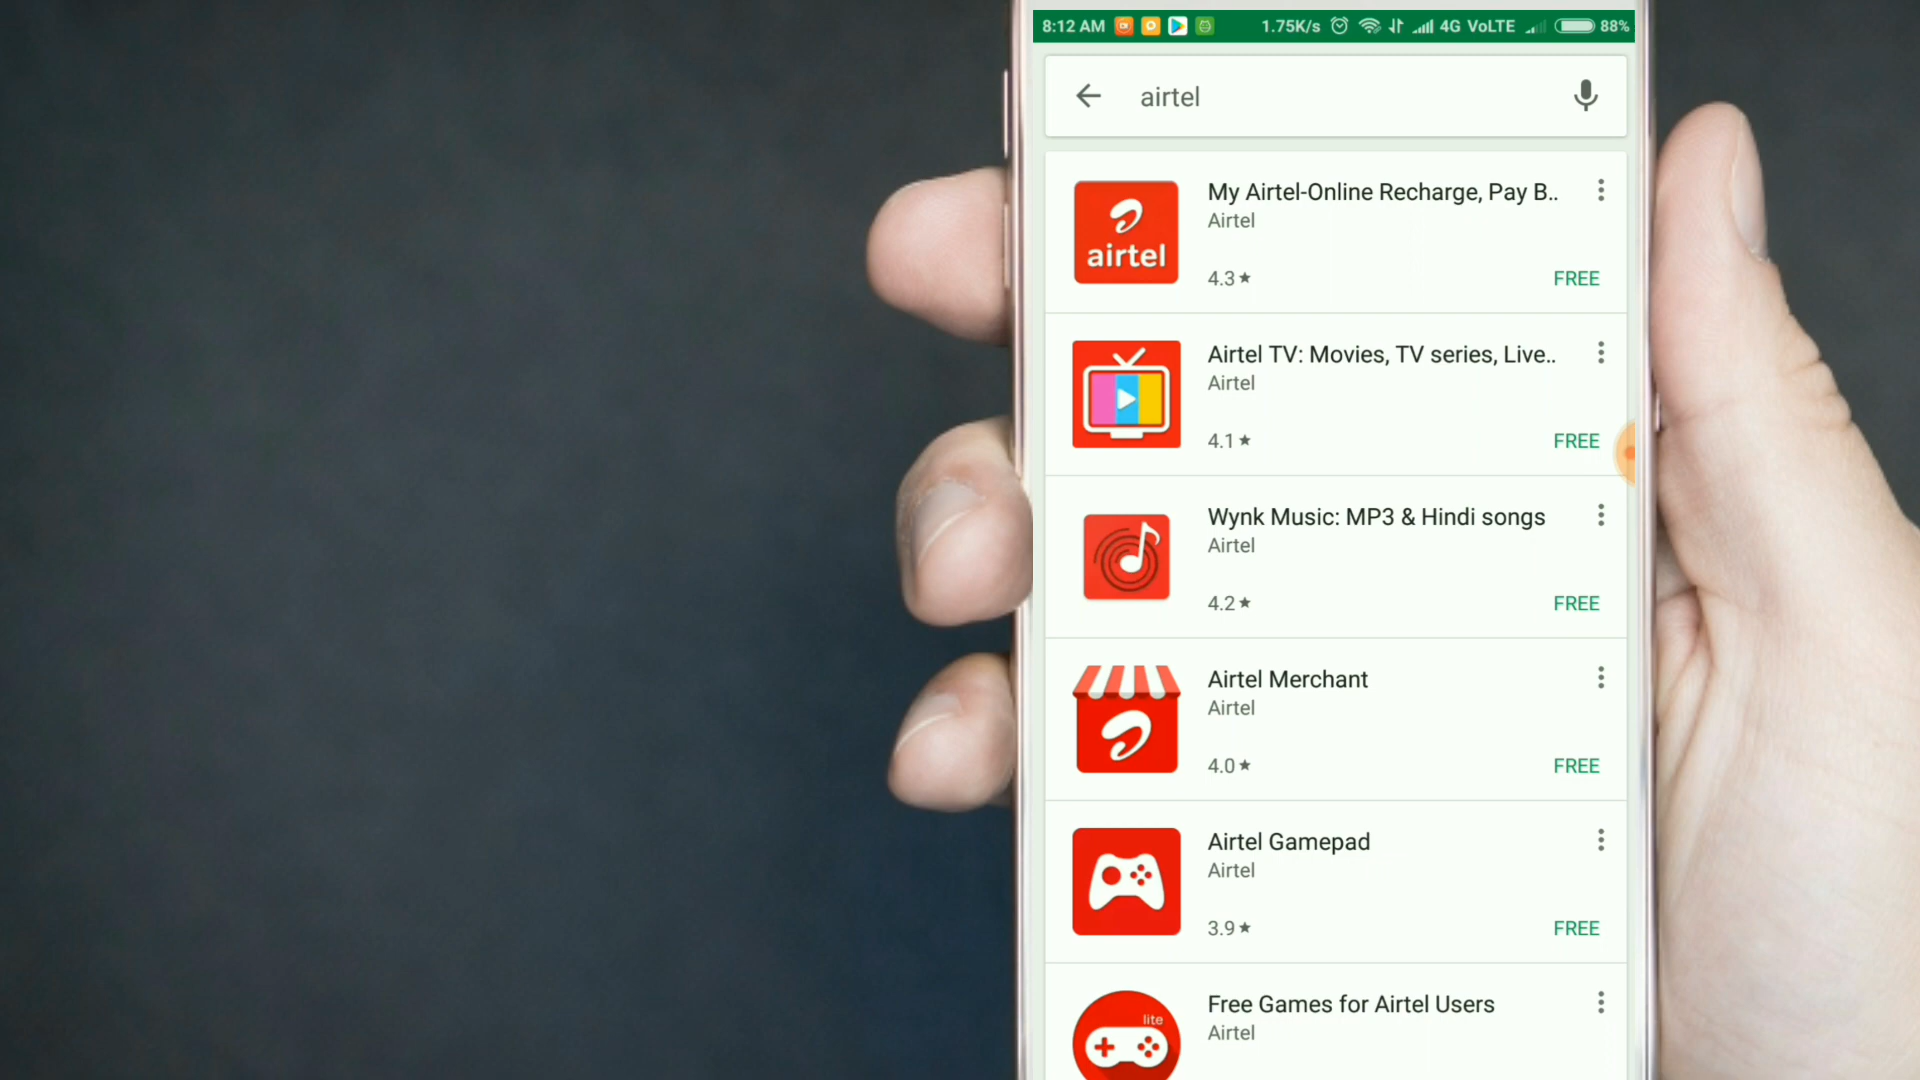 8:12 AM 1.75K/s 4G VoLTE 88%
airtel
My Airtel-Online Recharge, Pay B..
Airtel
airtel
4.3★ FREE
Airtel TV: Movies, TV series, Live..
Airtel
4.1★ FREE
Wynk Music: MP3 & Hindi songs
Airtel
4.2★ FREE
Airtel Merchant
Airtel
4.0★ FREE
Airtel Gamepad
Airtel
3.9★ FREE
Free Games for Airtel Users
lite
Airtel